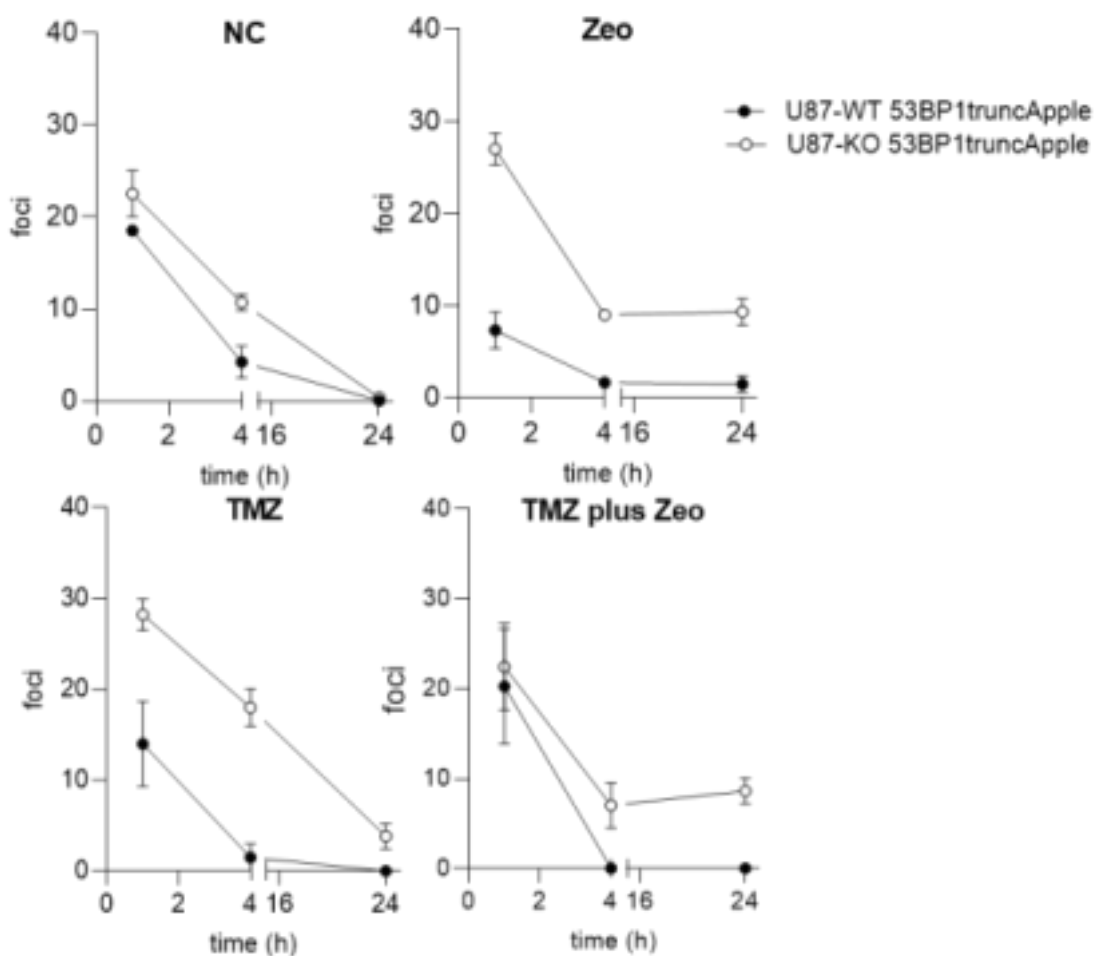 NC
40
30
20
10
0
foci
0 2 4 16 24
time (h)
Zeo
40
30
20
10
0
foci
0 2 4 16 24
time (h)
U87-WT 53BP1truncApple
U87-KO 53BP1truncApple
TMZ
40
30
20
10
0
foci
0 2 4 16 24
time (h)
TMZ plus Zeo
40
30
20
10
0
foci
0 2 4 16 24
time (h)